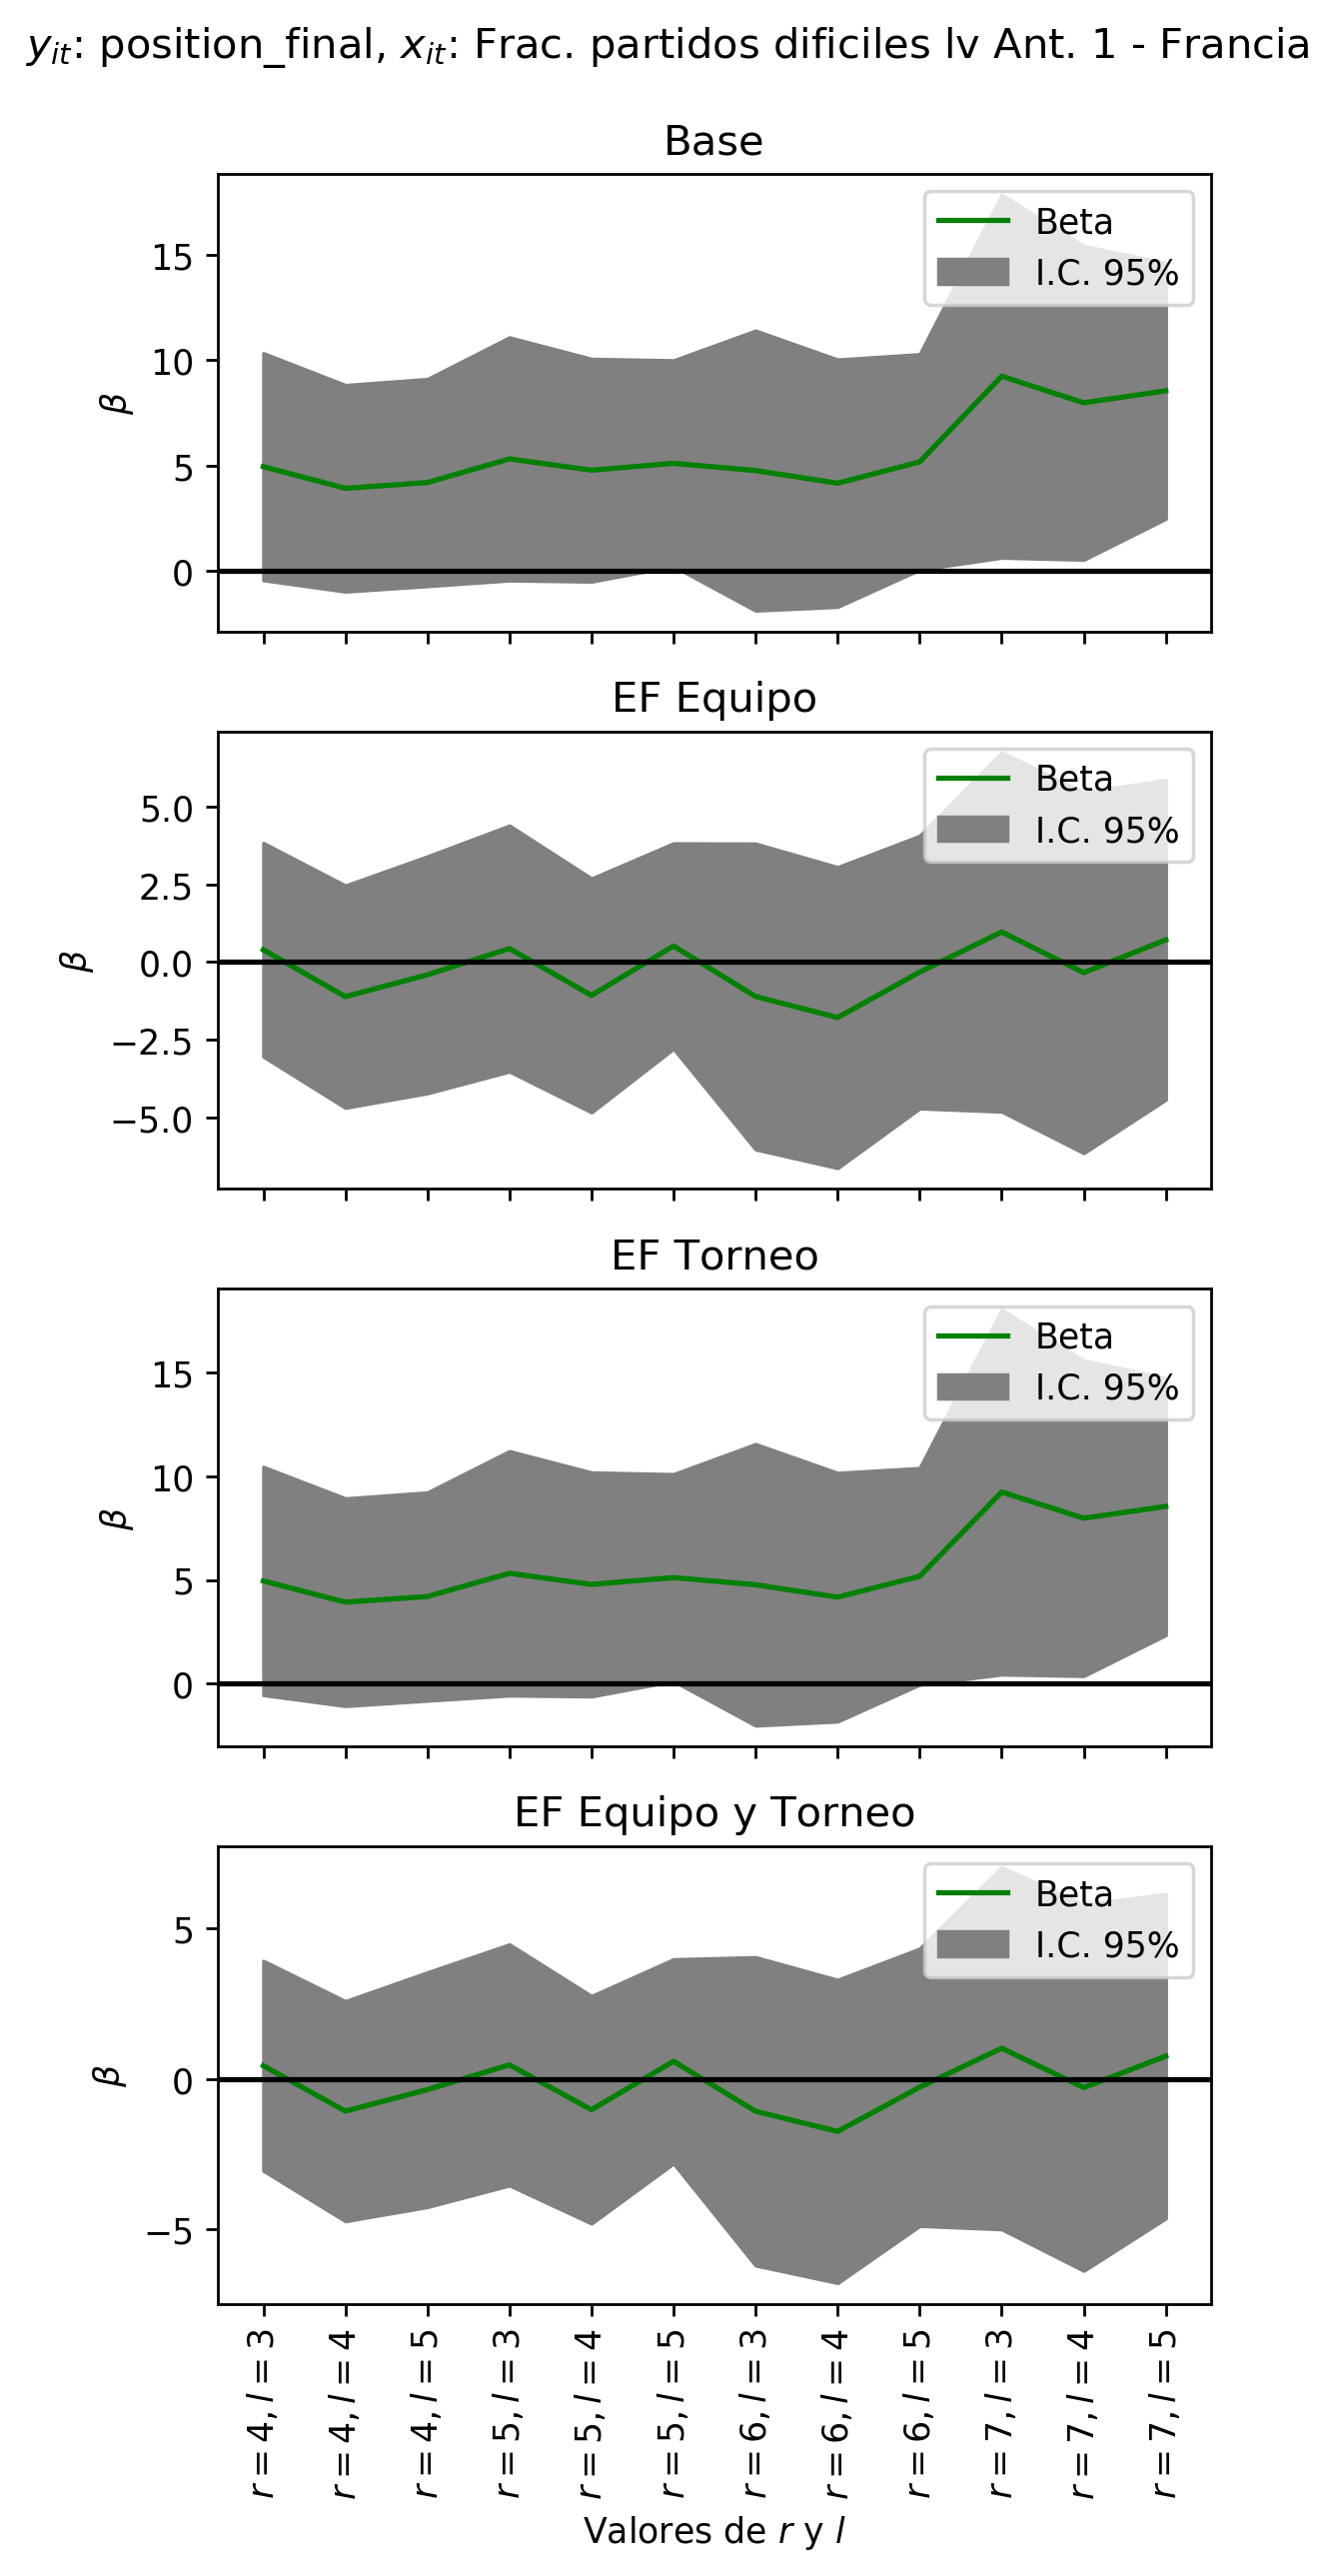 y_it: position_final, x_it: Frac. partidos dificiles lv Ant. 1 - Francia
Base
Beta
I.C. 95%
15
10
5
0
β
EF Equipo
Beta
I.C. 95%
5.0
2.5
0.0
−2.5
−5.0
β
EF Torneo
Beta
I.C. 95%
15
10
5
0
β
EF Equipo y Torneo
Beta
I.C. 95%
5
0
−5
β
r = 4, l = 3
r = 4, l = 4
r = 4, l = 5
r = 5, l = 3
r = 5, l = 4
r = 5, l = 5
r = 6, l = 3
r = 6, l = 4
r = 6, l = 5
r = 7, l = 3
r = 7, l = 4
r = 7, l = 5
Valores de r y l